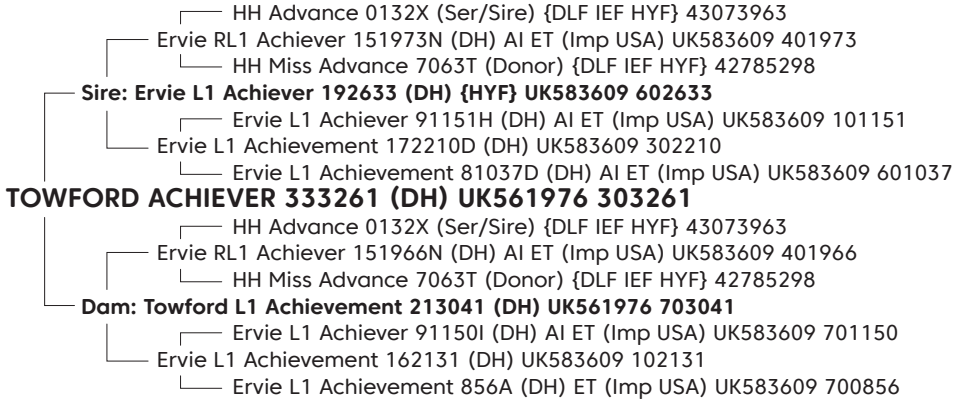 HH Advance 0132X (Ser/Sire) {DLF IEF HYF} 43073963
Ervie RL1 Achiever 151973N (DH) AI ET (Imp USA) UK583609 401973
HH Miss Advance 7063T (Donor) {DLF IEF HYF} 42785298
Sire: Ervie L1 Achiever 192633 (DH) {HYF} UK583609 602633
Ervie L1 Achiever 91151H (DH) AI ET (Imp USA) UK583609 101151
Ervie L1 Achievement 172210D (DH) UK583609 302210
Ervie L1 Achievement 81037D (DH) AI ET (Imp USA) UK583609 601037
TOWFORD ACHIEVER 333261 (DH) UK561976 303261
HH Advance 0132X (Ser/Sire) {DLF IEF HYF} 43073963
Ervie RL1 Achiever 151966N (DH) AI ET (Imp USA) UK583609 401966
HH Miss Advance 7063T (Donor) {DLF IEF HYF} 42785298
Dam: Towford L1 Achievement 213041 (DH) UK561976 703041
Ervie L1 Achiever 91150I (DH) AI ET (Imp USA) UK583609 701150
Ervie L1 Achievement 162131 (DH) UK583609 102131
Ervie L1 Achievement 856A (DH) ET (Imp USA) UK583609 700856